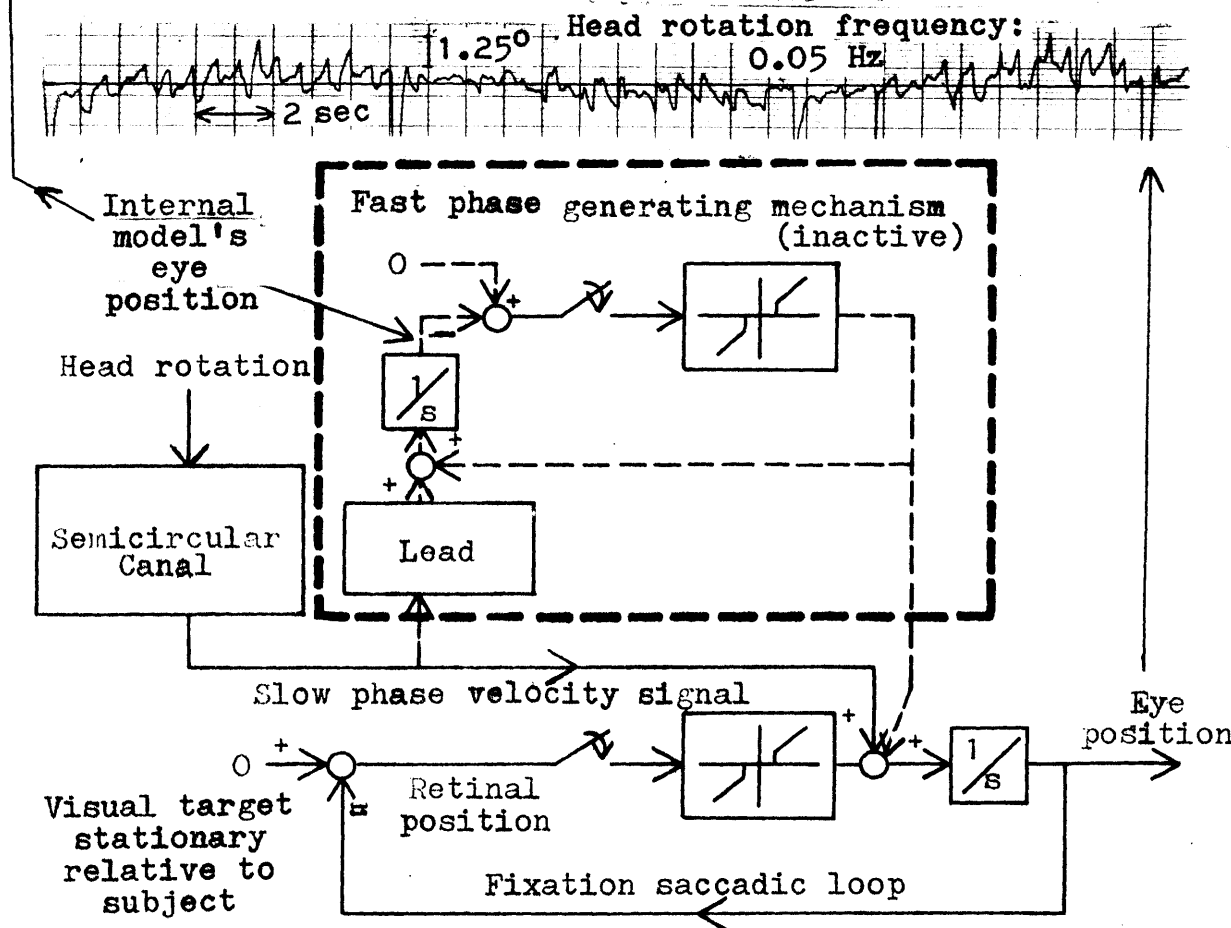 Head rotation frequency:
1.25°
0.05 Hz
2 sec
Internal
model's
eye
position
Fast phase generating mechanism
(inactive)
0
+
1/s
Head rotation
+
+
Semicircular
Canal
Lead
Slow phase velocity signal
Eye
position
+
+
0
+
1/s
Retinal
position
Visual target
stationary
relative to
subject
Fixation saccadic loop